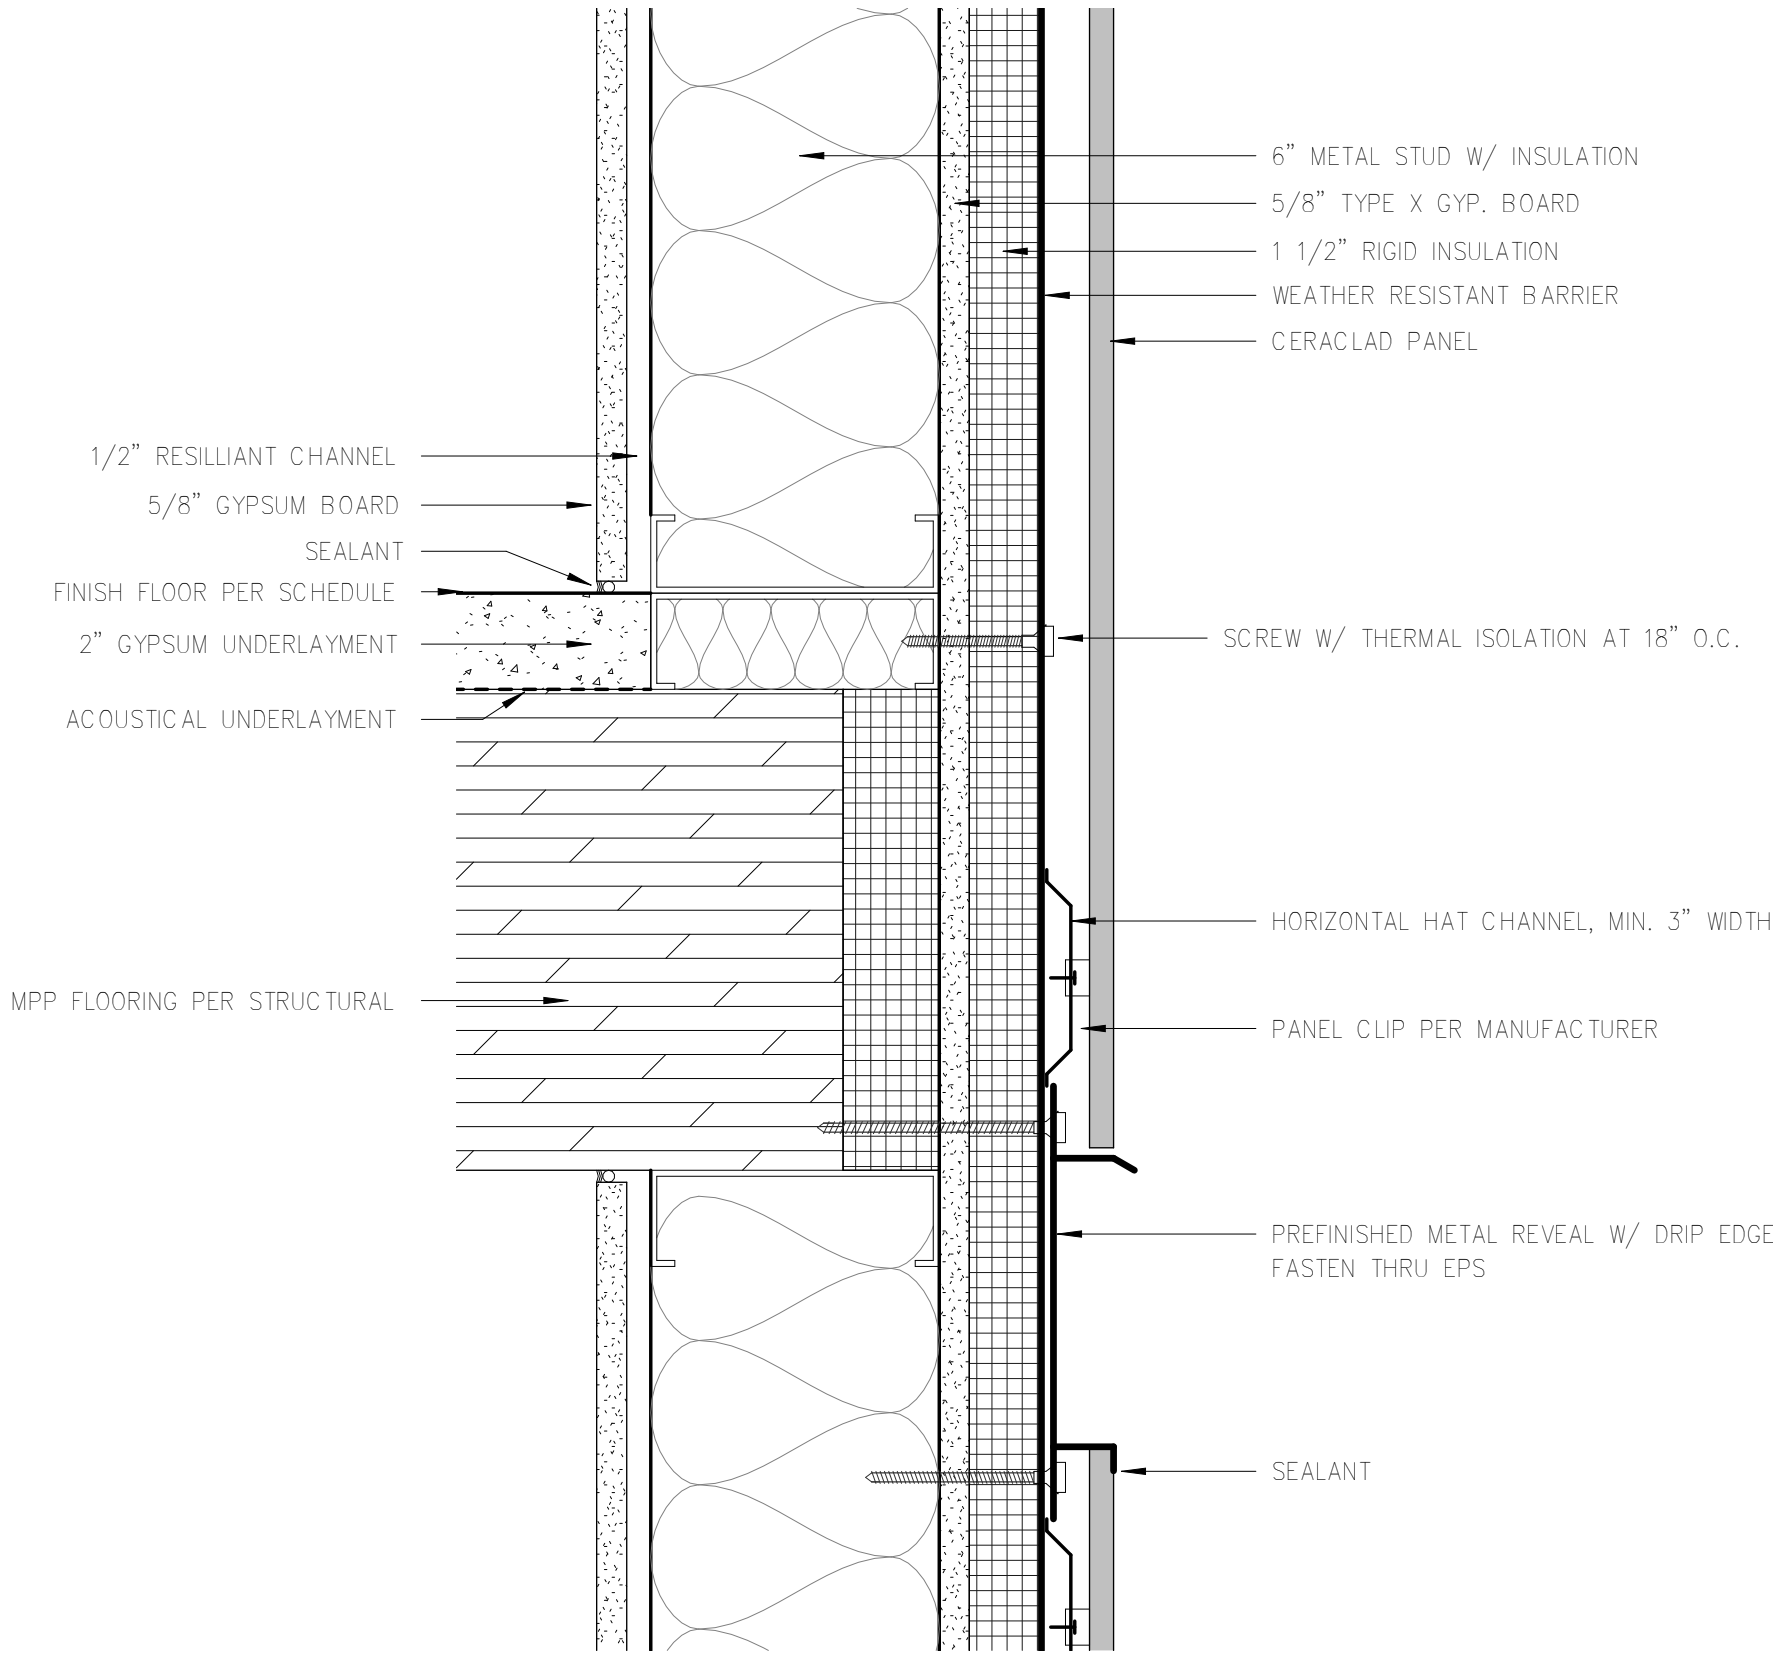 6" METAL STUD W/ INSULATION
5/8" TYPE X GYP. BOARD
1 1/2" RIGID INSULATION
WEATHER RESISTANT BARRIER
CERACLAD PANEL
1/2" RESILLIANT CHANNEL
5/8" GYPSUM BOARD
SEALANT
FINISH FLOOR PER SCHEDULE
2" GYPSUM UNDERLAYMENT
SCREW W/ THERMAL ISOLATION AT 18" O.C.
ACOUSTICAL UNDERLAYMENT
HORIZONTAL HAT CHANNEL, MIN. 3" WIDTH
MPP FLOORING PER STRUCTURAL
PANEL CLIP PER MANUFACTURER
PREFINISHED METAL REVEAL W/ DRIP EDGE
FASTEN THRU EPS
SEALANT